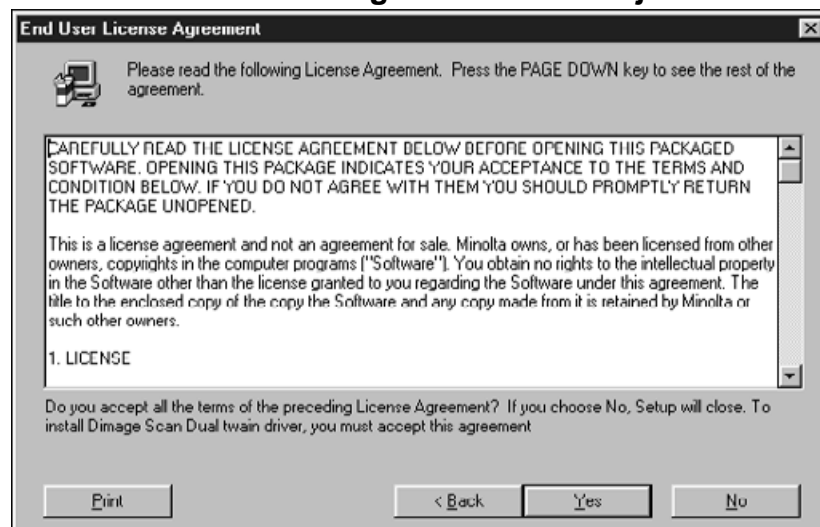 End User License Agreement
Please read the following License Agreement. Press the PAGE DOWN key to see the rest of the
agreement.
CAREFULLY READ THE LICENSE AGREEMENT BELOW BEFORE OPENING THIS PACKAGED
SOFTWARE. OPENING THIS PACKAGE INDICATES YOUR ACCEPTANCE TO THE TERMS AND
CONDITION BELOW. IF YOU DO NOT AGREE WITH THEM YOU SHOULD PROMPTLY RETURN
THE PACKAGE UNOPENED.
This is a license agreement and not an agreement for sale. Minolta owns, or has been licensed from other
owners, copyrights in the computer programs ("Software"). You obtain no rights to the intellectual property
in the Software other than the license granted to you regarding the Software under this agreement. The
title to the enclosed copy of the copy the Software and any copy made from it is retained by Minolta or
such other owners.
1. LICENSE
Do you accept all the terms of the preceding License Agreement? If you choose No, Setup will close. To
install Dimage Scan Dual twain driver, you must accept this agreement
Print
< Back
Yes
No